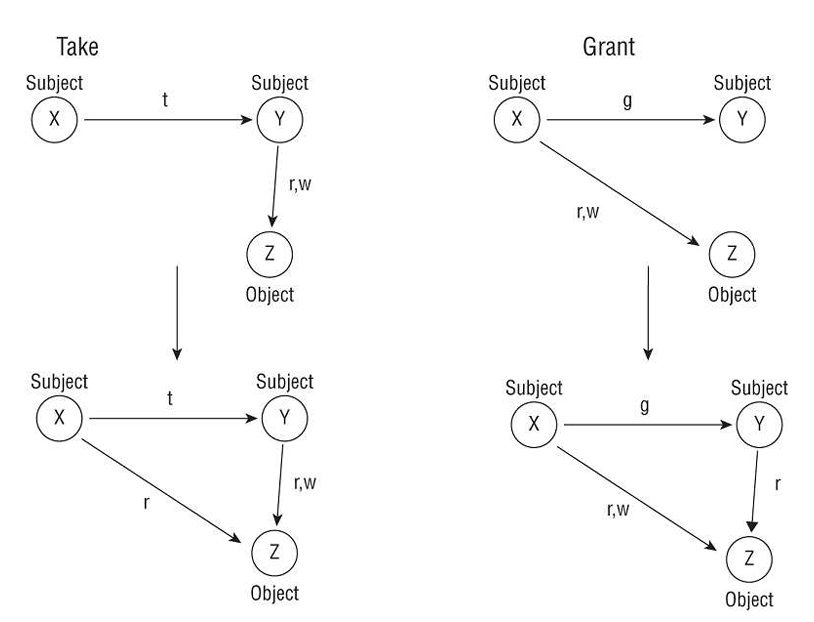 Take
Subject
Subject
X
t
Y
r,w
Z
Object
Subject
Subject
X
t
Y
r
r,w
Z
Object
Grant
Subject
Subject
X
g
Y
r,w
Z
Object
Subject
Subject
X
g
Y
r,w
r
Z
Object